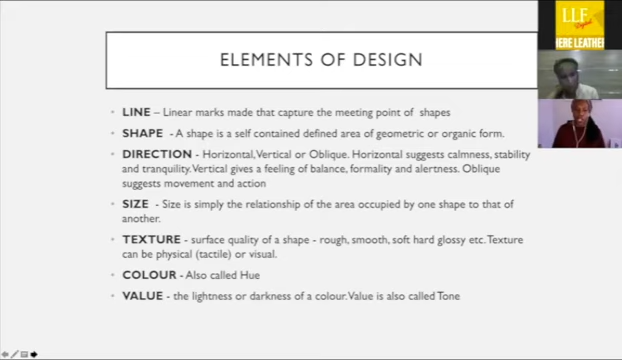 LLF
Digital
HERE LEATHER
ELEMENTS OF DESIGN
• LINE – Linear marks made that capture the meeting point of shapes
• SHAPE - A shape is a self contained defined area of geometric or organic form.
• DIRECTION - Horizontal, Vertical or Oblique. Horizontal suggests calmness, stability
and tranquility. Vertical gives a feeling of balance, formality and alertness. Oblique
suggests movement and action
• SIZE - Size is simply the relationship of the area occupied by one shape to that of
another.
• TEXTURE - surface quality of a shape - rough, smooth, soft hard glossy etc. Texture
can be physical (tactile) or visual.
• COLOUR - Also called Hue
• VALUE - the lightness or darkness of a colour. Value is also called Tone